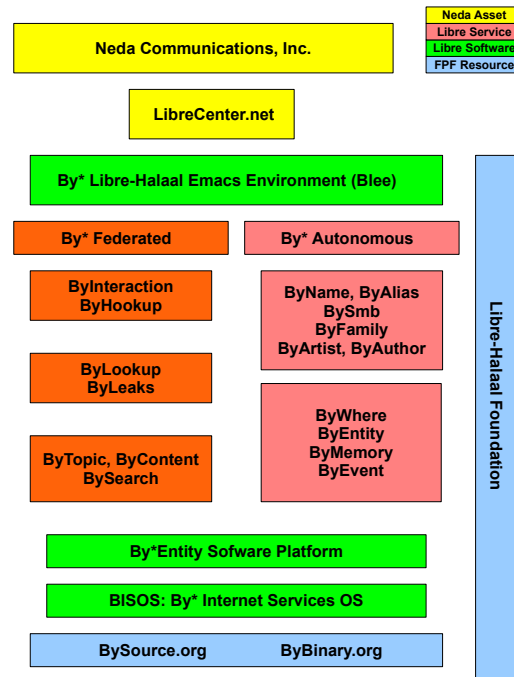 Neda Communications, Inc.
Neda Asset
Libre Service
Libre Software
FPF Resource
LibreCenter.net
By* Libre-Halaal Emacs Environment (Blee)
By* Federated
By* Autonomous
ByInteraction
ByHookup
ByName, ByAlias
BySmb
ByFamily
ByArtist, ByAuthor
ByLookup
ByLeaks
ByWhere
ByEntity
ByMemory
ByEvent
ByTopic, ByContent
BySearch
Libre-Halaal Foundation
By*Entity Sofware Platform
BISOS: By* Internet Services OS
BySource.org
ByBinary.org